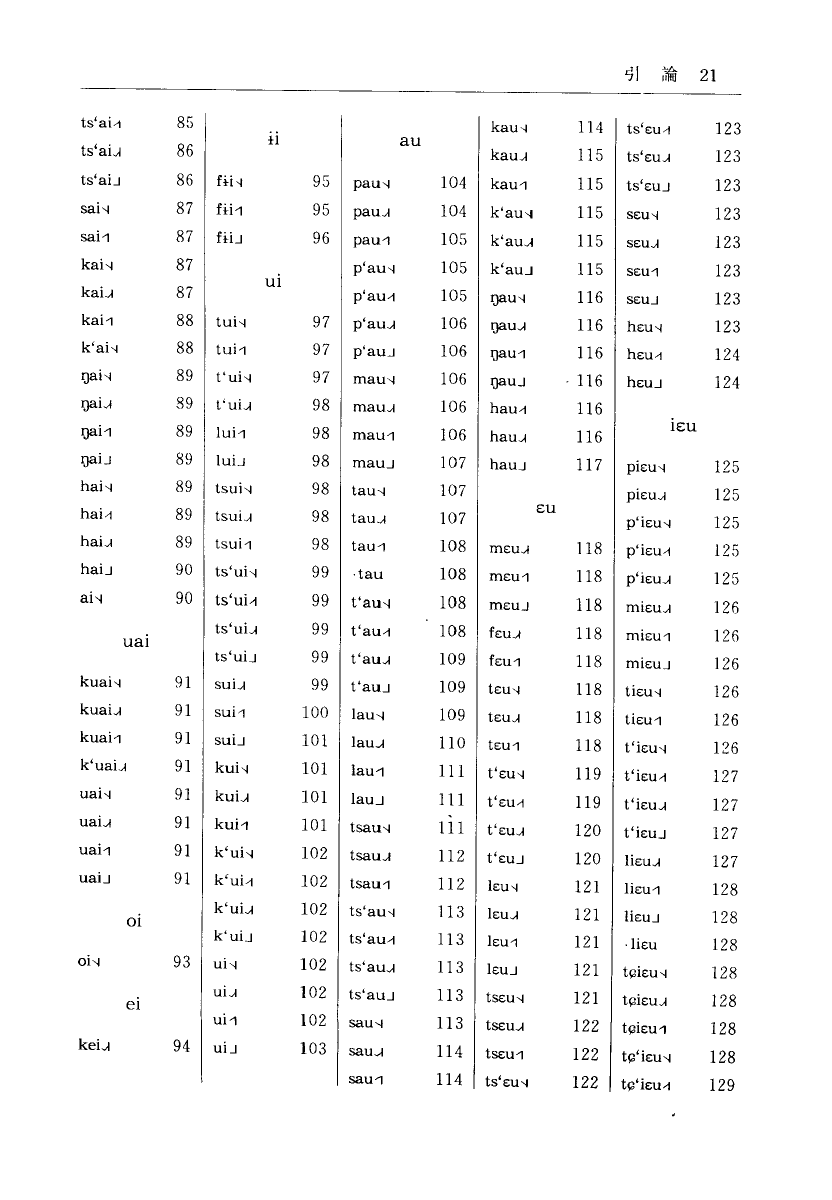 引 論 21
ts‘ai˨˦ 85
ts‘ai˨˩˧ 86
ts‘ai˩ 86
sai˦˨ 87
sai˦˥ 87
kai˦˨ 87
kai˨˩˧ 87
kai˦˥ 88
k‘ai˦˨ 88
ŋai˦˨ 89
ŋai˨˩˧ 89
ŋai˦˥ 89
ŋai˩ 89
hai˦˨ 89
hai˨˦ 89
hai˨˩˧ 89
hai˩ 90
ai˦˨ 90
uai
kuai˦˨ 91
kuai˨˩˧ 91
kuai˦˥ 91
k‘uai˨˩˧ 91
uai˦˨ 91
uai˨˩˧ 91
uai˦˥ 91
uai˩ 91
oi
oi˦˨ 93
ei
kei˨˩˧ 94
ɨi
fɨi˦˨ 95
fɨi˦˥ 95
fɨi˩ 96
ui
tui˦˨ 97
tui˦˥ 97
t‘ui˦˨ 97
t‘ui˨˩˧ 98
lui˦˥ 98
lui˩ 98
tsui˦˨ 98
tsui˨˩˧ 98
tsui˦˥ 98
ts‘ui˦˨ 99
ts‘ui˨˦ 99
ts‘ui˨˩˧ 99
ts‘ui˩ 99
sui˨˩˧ 99
sui˦˥ 100
sui˩ 101
kui˦˨ 101
kui˨˩˧ 101
kui˦˥ 101
k‘ui˦˨ 102
k‘ui˨˦ 102
k‘ui˨˩˧ 102
k‘ui˩ 102
ui˦˨ 102
ui˨˩˧ 102
ui˦˥ 102
ui˩ 103
au
pau˦˨ 104
pau˨˩˧ 104
pau˦˥ 105
p‘au˦˨ 105
p‘au˨˦ 105
p‘au˨˩˧ 106
p‘au˩ 106
mau˦˨ 106
mau˨˩˧ 106
mau˦˥ 106
mau˩ 107
tau˦˨ 107
tau˨˩˧ 107
tau˦˥ 108
·tau 108
t‘au˦˨ 108
t‘au˨˦ 108
t‘au˨˩˧ 109
t‘au˩ 109
lau˦˨ 109
lau˨˩˧ 110
lau˦˥ 111
lau˩ 111
tsau˦˨ 111
tsau˨˩˧ 112
tsau˦˥ 112
ts‘au˦˨ 113
ts‘au˨˦ 113
ts‘au˨˩˧ 113
ts‘au˩ 113
sau˦˨ 113
sau˨˩˧ 114
sau˦˥ 114
kau˦˨ 114
kau˨˩˧ 115
kau˦˥ 115
k‘au˦˨ 115
k‘au˨˩˧ 115
k‘au˩ 115
ŋau˦˨ 116
ŋau˨˩˧ 116
ŋau˦˥ 116
ŋau˩ 116
hau˨˦ 116
hau˨˩˧ 116
hau˩ 117
ɛu
mɛu˨˩˧ 118
mɛu˦˥ 118
mɛu˩ 118
fɛu˨˩˧ 118
fɛu˦˥ 118
tɛu˦˨ 118
tɛu˨˩˧ 118
tɛu˦˥ 118
t‘ɛu˦˨ 119
t‘ɛu˨˦ 119
t‘ɛu˨˩˧ 120
t‘ɛu˩ 120
lɛu˦˨ 121
lɛu˨˩˧ 121
lɛu˦˥ 121
lɛu˩ 121
tsɛu˦˨ 121
tsɛu˨˩˧ 122
tsɛu˦˥ 122
ts‘ɛu˦˨ 122
ts‘ɛu˨˦ 123
ts‘ɛu˨˩˧ 123
ts‘ɛu˩ 123
sɛu˦˨ 123
sɛu˨˩˧ 123
sɛu˦˥ 123
sɛu˩ 123
hɛu˦˨ 123
hɛu˨˦ 124
hɛu˩ 124
iɛu
piɛu˦˨ 125
piɛu˨˩˧ 125
p‘iɛu˦˨ 125
p‘iɛu˨˦ 125
p‘iɛu˨˩˧ 125
miɛu˨˩˧ 126
miɛu˦˥ 126
miɛu˩ 126
tiɛu˦˨ 126
tiɛu˦˥ 126
t‘iɛu˦˨ 126
t‘iɛu˨˦ 127
t‘iɛu˨˩˧ 127
t‘iɛu˩ 127
liɛu˨˩˧ 127
liɛu˦˥ 128
liɛu˩ 128
·liɛu 128
tɕiɛu˦˨ 128
tɕiɛu˨˩˧ 128
tɕiɛu˦˥ 128
tɕ‘iɛu˦˨ 128
tɕ‘iɛu˨˦ 129